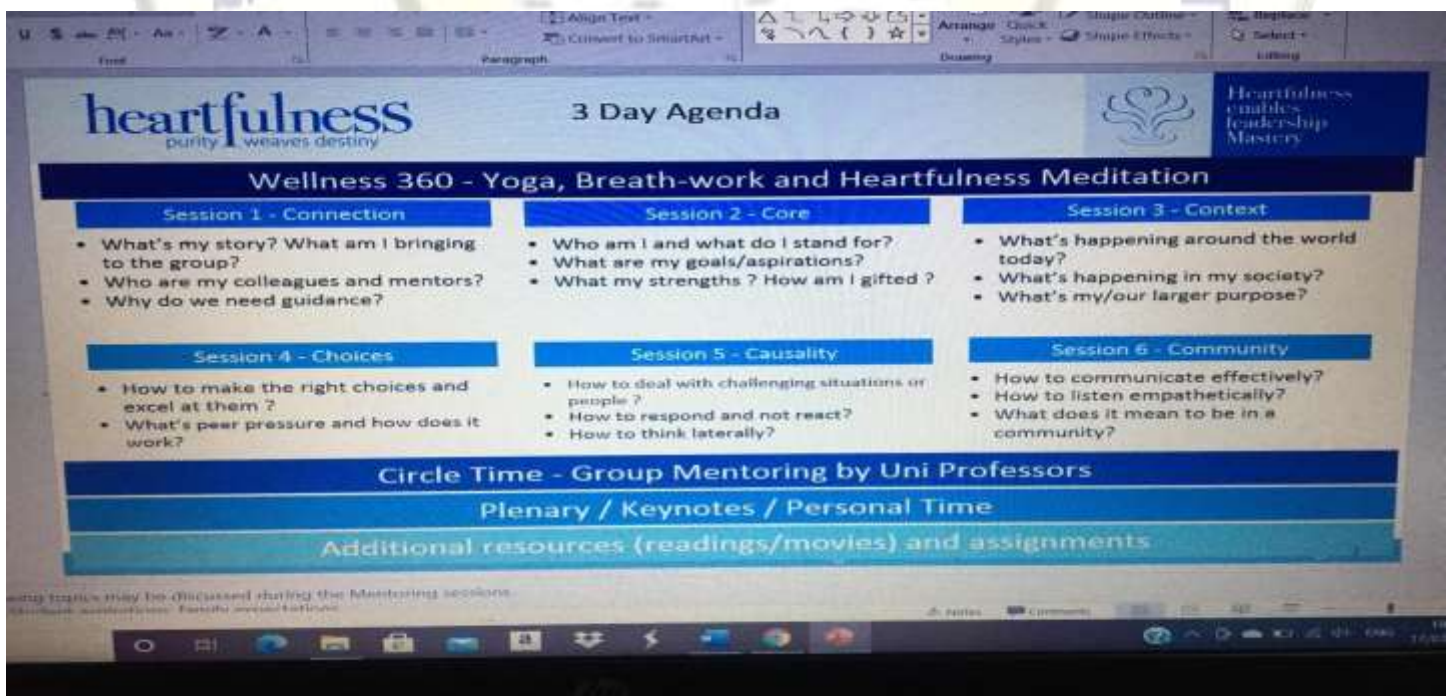 Align Text
Convert to SmartArt
Arrange
Quick
Styles
Shape Outline
Shape Effects
Replace
Select
Font
Paragraph
Drawing
Editing
heartfulness
purity weaves destiny
3 Day Agenda
Heartfulness
enables
leadership
Mastery
Wellness 360 - Yoga, Breath-work and Heartfulness Meditation
Session 1 - Connection
• What's my story? What am I bringing
to the group?
• Who are my colleagues and mentors?
• Why do we need guidance?
Session 2 - Core
• Who am I and what do I stand for?
• What are my goals/aspirations?
• What my strengths ? How am I gifted ?
Session 3 - Context
• What's happening around the world
today?
• What's happening in my society?
• What's my/our larger purpose?
Session 4 - Choices
• How to make the right choices and
excel at them ?
• What's peer pressure and how does it
work?
Session 5 - Causality
• How to deal with challenging situations or
people ?
• How to respond and not react?
• How to think laterally?
Session 6 - Community
• How to communicate effectively?
• How to listen empathetically?
• What does it mean to be in a
community?
Circle Time - Group Mentoring by Uni Professors
Plenary / Keynotes / Personal Time
Additional resources (readings/movies) and assignments
topics may be discussed during the Mentoring sessions
Notes
Comments
ENG